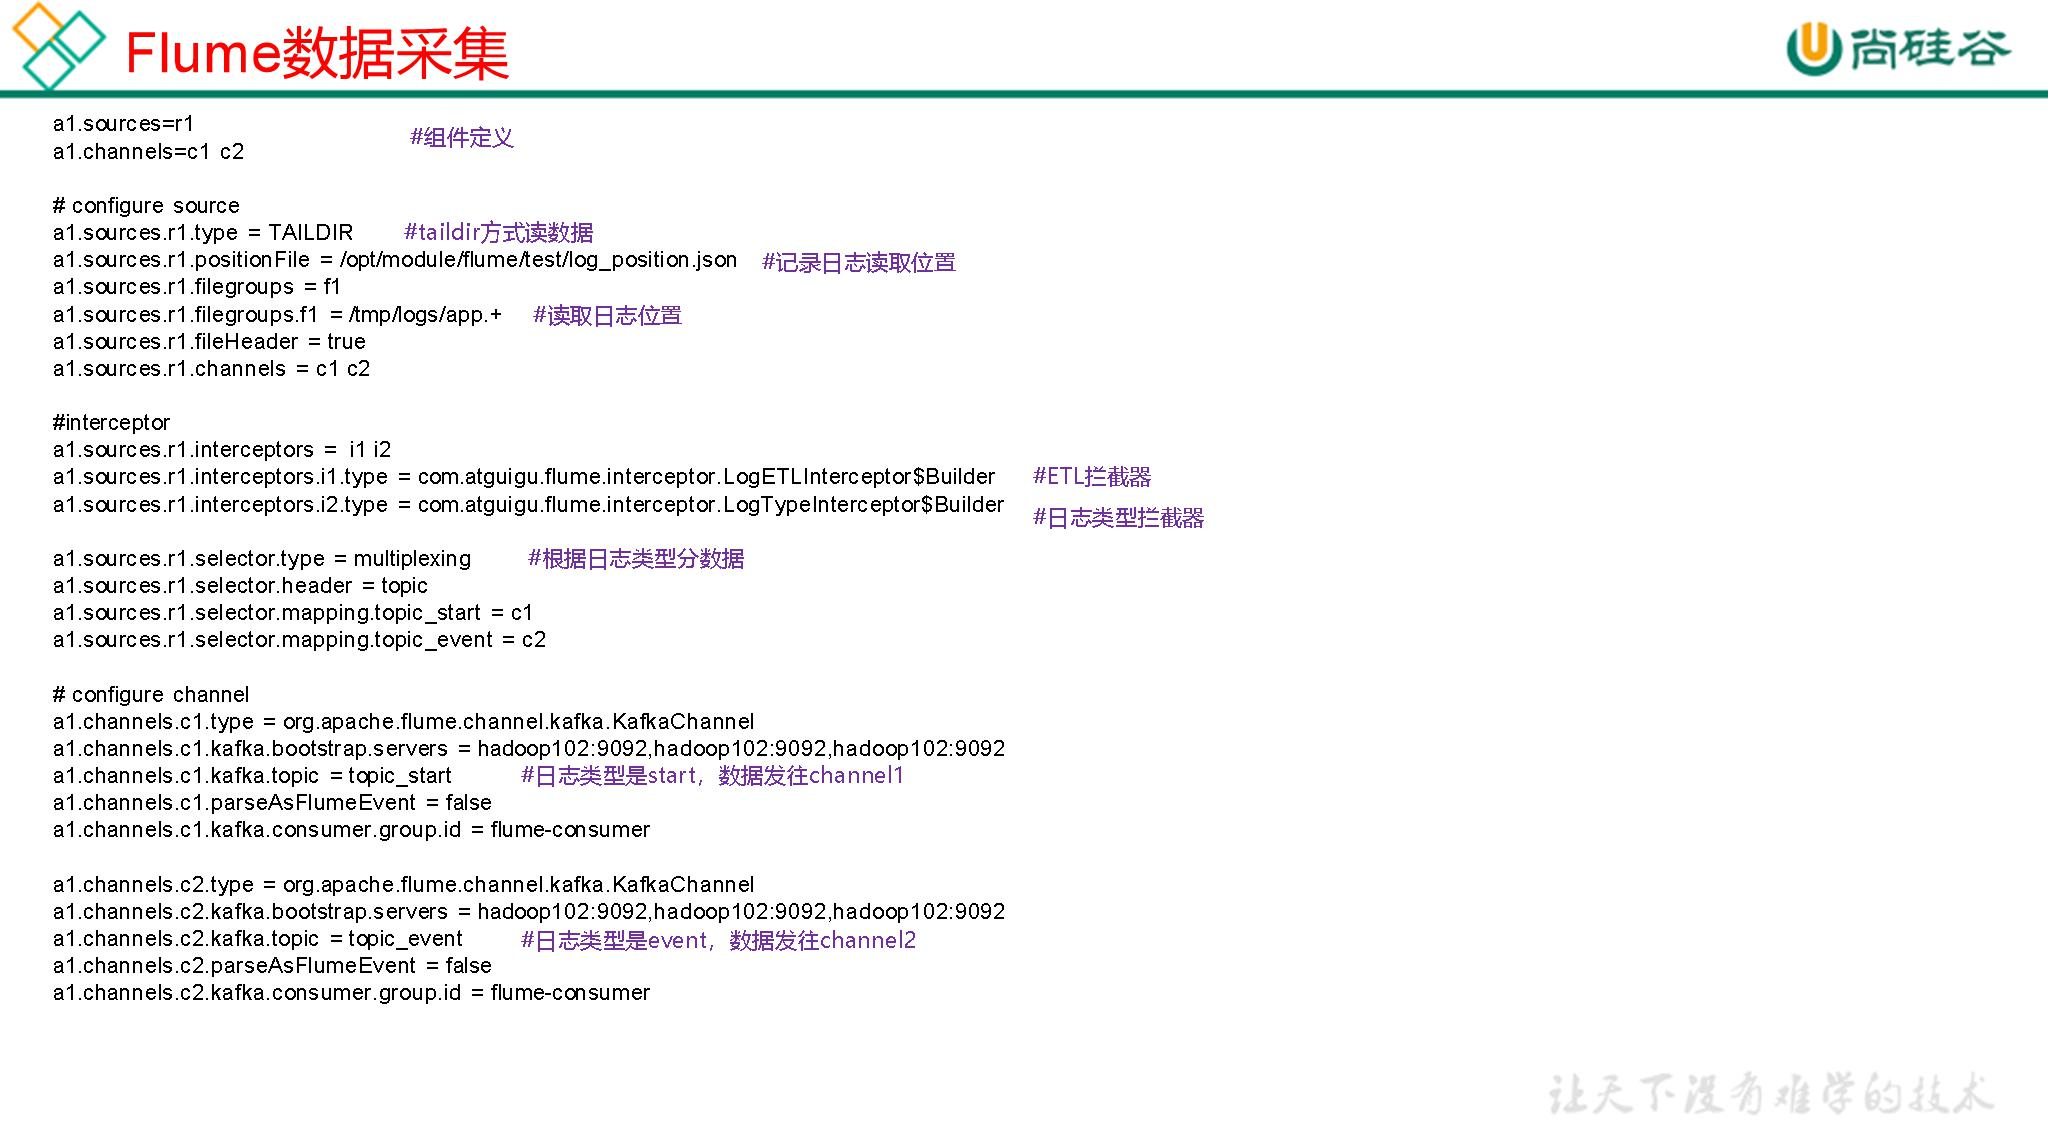 Flume数据采集
尚硅谷
a1.sources=r1
a1.channels=c1 c2
#组件定义
# configure source
a1.sources.r1.type = TAILDIR #taildir方式读数据
a1.sources.r1.positionFile = /opt/module/flume/test/log_position.json #记录日志读取位置
a1.sources.r1.filegroups = f1
a1.sources.r1.filegroups.f1 = /tmp/logs/app.+ #读取日志位置
a1.sources.r1.fileHeader = true
a1.sources.r1.channels = c1 c2
#interceptor
a1.sources.r1.interceptors = i1 i2
a1.sources.r1.interceptors.i1.type = com.atguigu.flume.interceptor.LogETLInterceptor$Builder #ETL拦截器
a1.sources.r1.interceptors.i2.type = com.atguigu.flume.interceptor.LogTypeInterceptor$Builder #日志类型拦截器
a1.sources.r1.selector.type = multiplexing #根据日志类型分数据
a1.sources.r1.selector.header = topic
a1.sources.r1.selector.mapping.topic_start = c1
a1.sources.r1.selector.mapping.topic_event = c2
# configure channel
a1.channels.c1.type = org.apache.flume.channel.kafka.KafkaChannel
a1.channels.c1.kafka.bootstrap.servers = hadoop102:9092,hadoop102:9092,hadoop102:9092
a1.channels.c1.kafka.topic = topic_start #日志类型是start，数据发往channel1
a1.channels.c1.parseAsFlumeEvent = false
a1.channels.c1.kafka.consumer.group.id = flume-consumer
a1.channels.c2.type = org.apache.flume.channel.kafka.KafkaChannel
a1.channels.c2.kafka.bootstrap.servers = hadoop102:9092,hadoop102:9092,hadoop102:9092
a1.channels.c2.kafka.topic = topic_event #日志类型是event，数据发往channel2
a1.channels.c2.parseAsFlumeEvent = false
a1.channels.c2.kafka.consumer.group.id = flume-consumer
让天下没有难学的技术